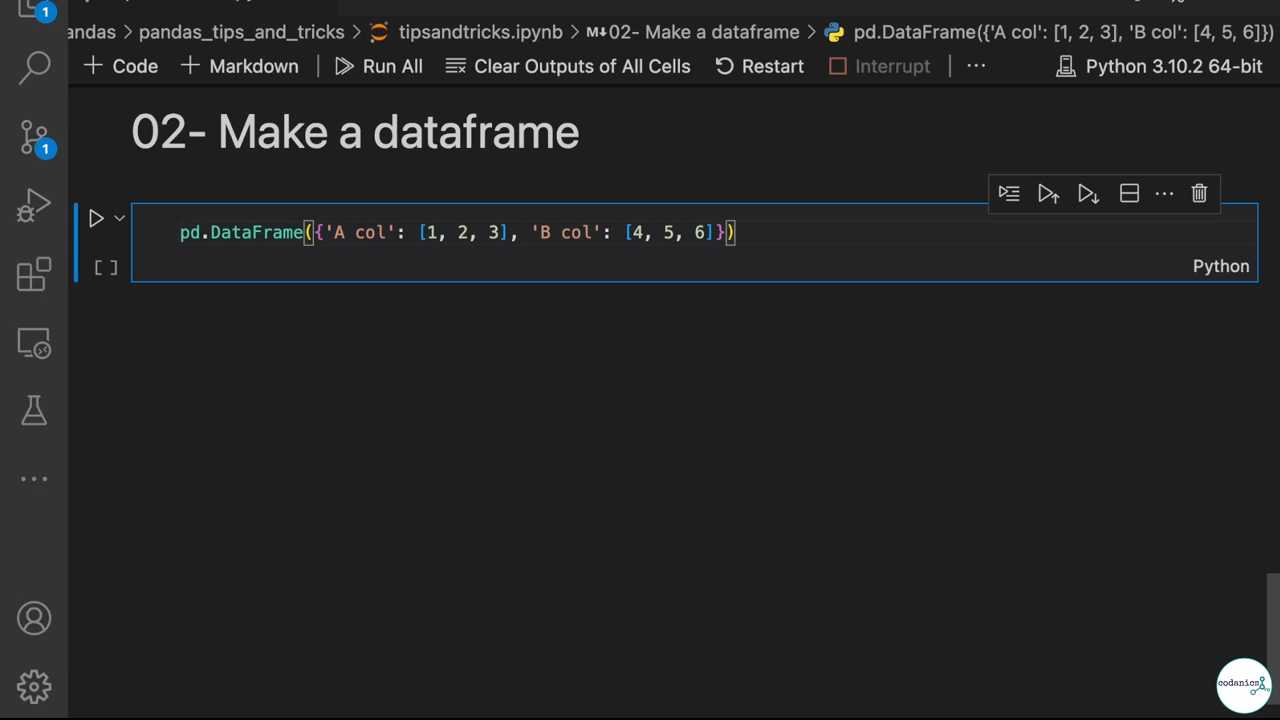 1
andas > pandas_tips_and_tricks > tipsandtricks.ipynb > M↓02- Make a dataframe > pd.DataFrame({'A col': [1, 2, 3], 'B col': [4, 5, 6]})
+ Code + Markdown | Run All Clear Outputs of All Cells Restart Interrupt | ... Python 3.10.2 64-bit
02- Make a dataframe
1
pd.DataFrame({'A col': [1, 2, 3], 'B col': [4, 5, 6]})
[ ]
Python
codanics